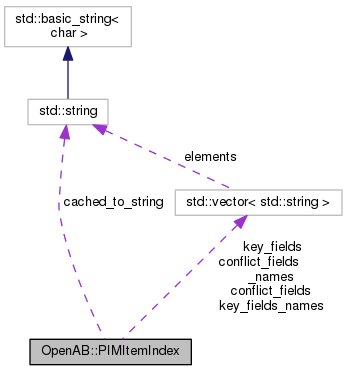 std::basic_string<
char >
std::string
elements
cached_to_string
std::vector< std::string >
key_fields
conflict_fields
_names
conflict_fields
key_fields_names
OpenAB::PIMItemIndex